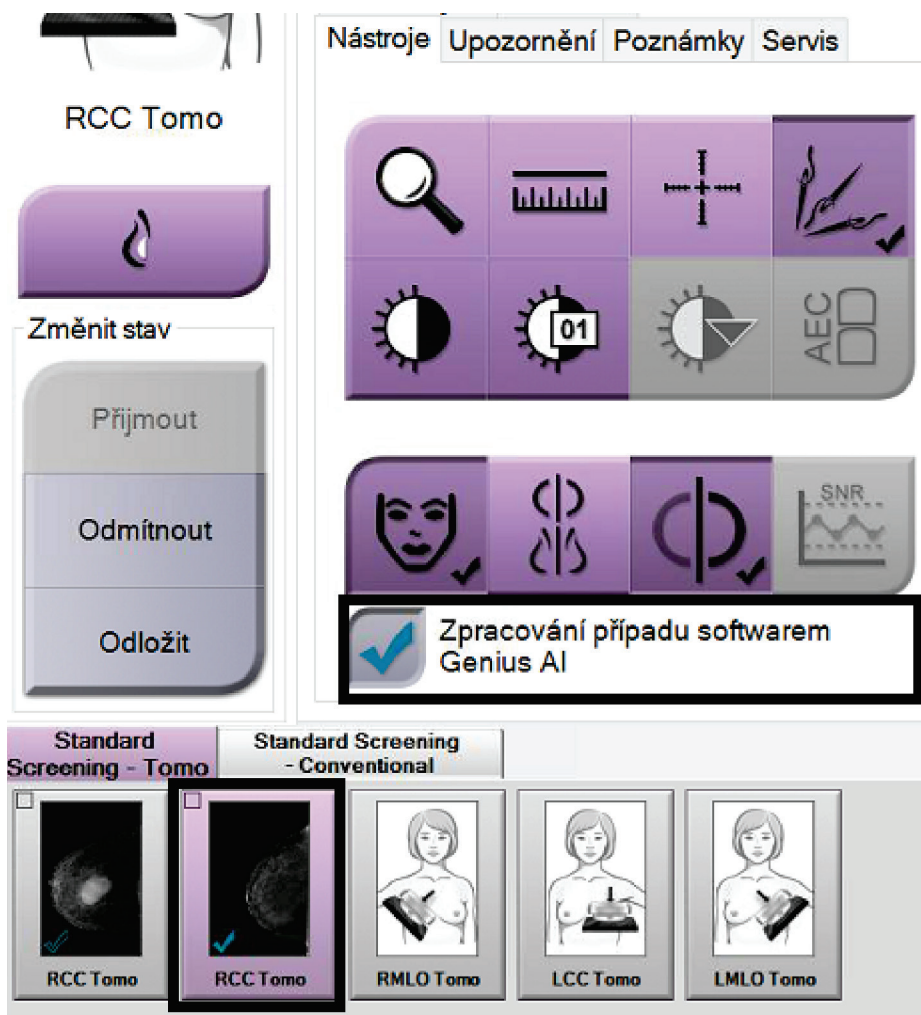 RCC Tomo
Změnit stav
Přijmout
Odmítnout
Odložit
Nástroje Upozornění Poznámky Servis
01
AEC
SNR
Zpracování případu softwarem
Genius AI
Standard
Screening - Tomo
Standard Screening
- Conventional
RCC Tomo
RCC Tomo
RMLO Tomo
LCC Tomo
LMLO Tomo